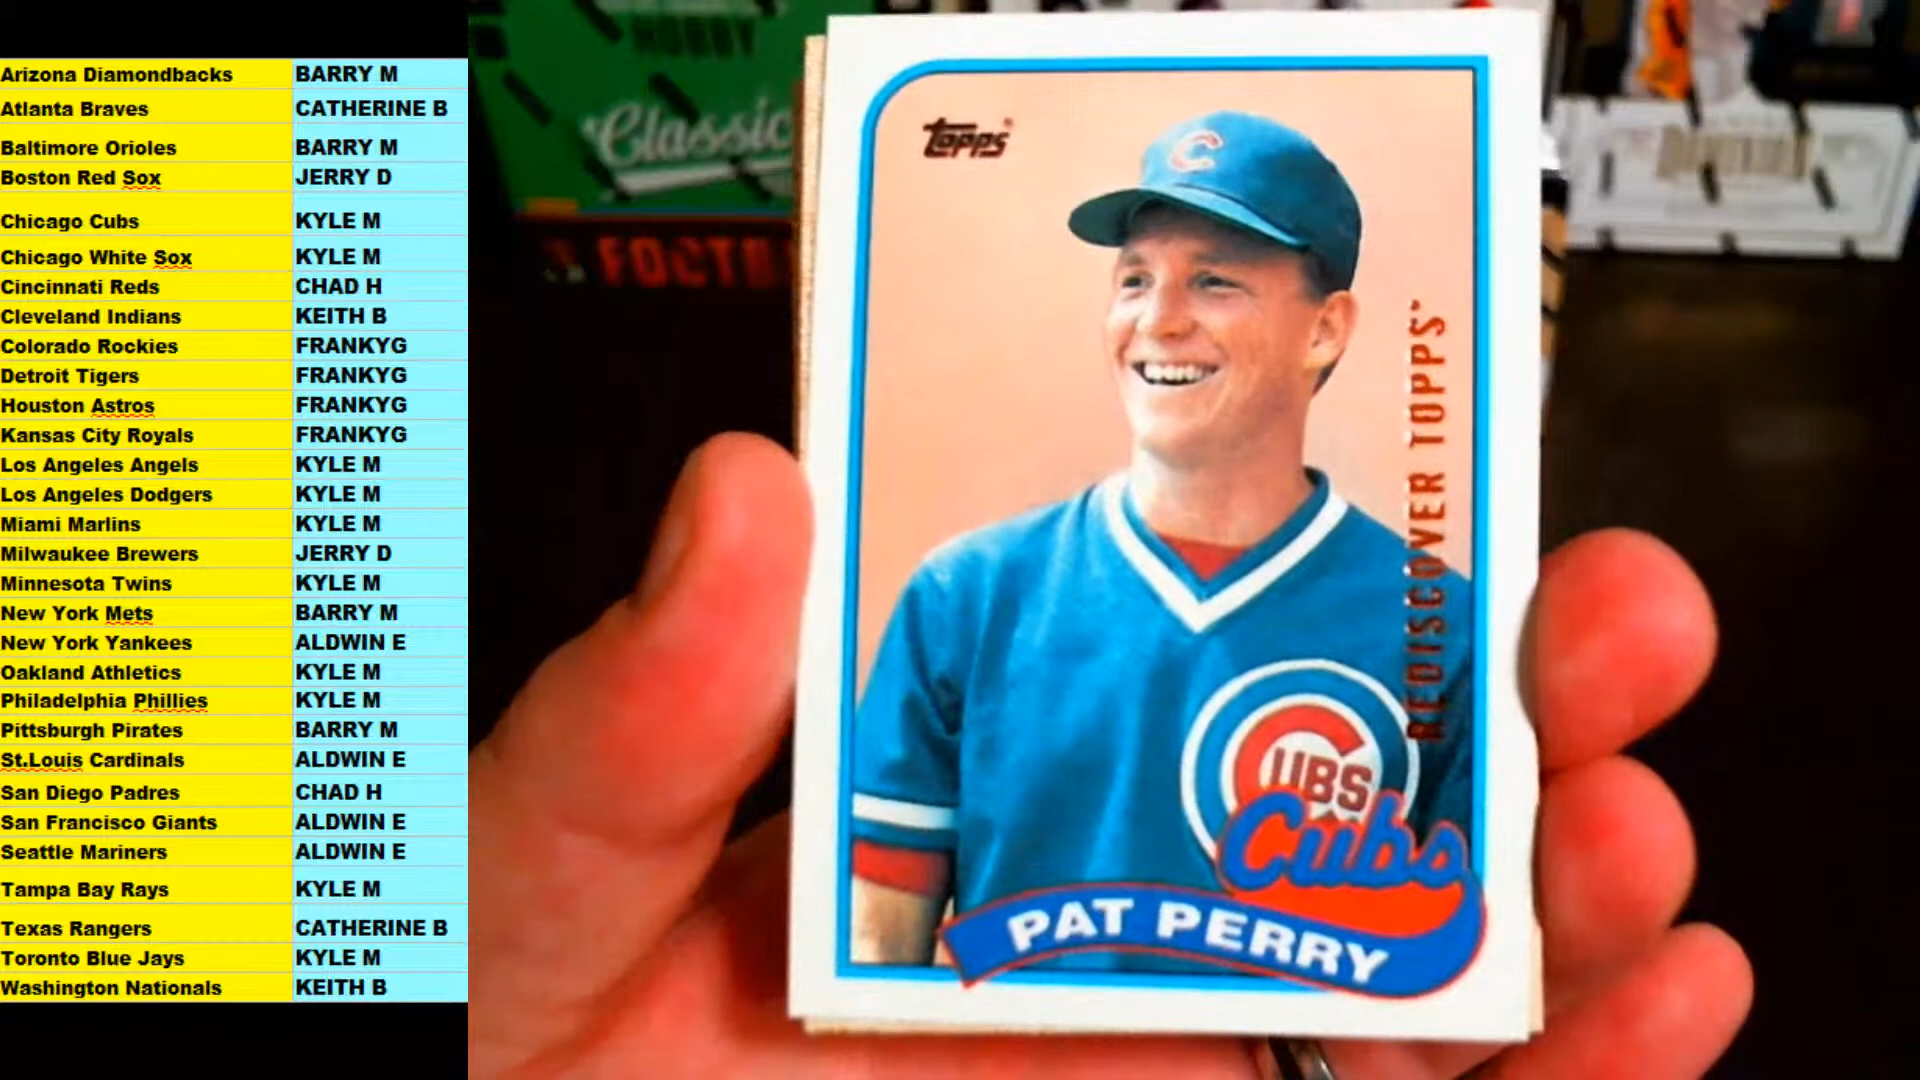 Arizona Diamondbacks BARRY M
Atlanta Braves CATHERINE B
Baltimore Orioles BARRY M
Boston Red Sox JERRY D
Chicago Cubs KYLE M
Chicago White Sox KYLE M
Cincinnati Reds CHAD H
Cleveland Indians KEITH B
Colorado Rockies FRANKYG
Detroit Tigers FRANKYG
Houston Astros FRANKYG
Kansas City Royals FRANKYG
Los Angeles Angels KYLE M
Los Angeles Dodgers KYLE M
Miami Marlins KYLE M
Milwaukee Brewers JERRY D
Minnesota Twins KYLE M
New York Mets BARRY M
New York Yankees ALDWIN E
Oakland Athletics KYLE M
Philadelphia Phillies KYLE M
Pittsburgh Pirates BARRY M
St.Louis Cardinals ALDWIN E
San Diego Padres CHAD H
San Francisco Giants ALDWIN E
Seattle Mariners ALDWIN E
Tampa Bay Rays KYLE M
Texas Rangers CATHERINE B
Toronto Blue Jays KYLE M
Washington Nationals KEITH B
HOBBY
Classic
FOOTB
Topps
C
REDISCOVER TOPPS™
CUBS
Cubs
PAT PERRY